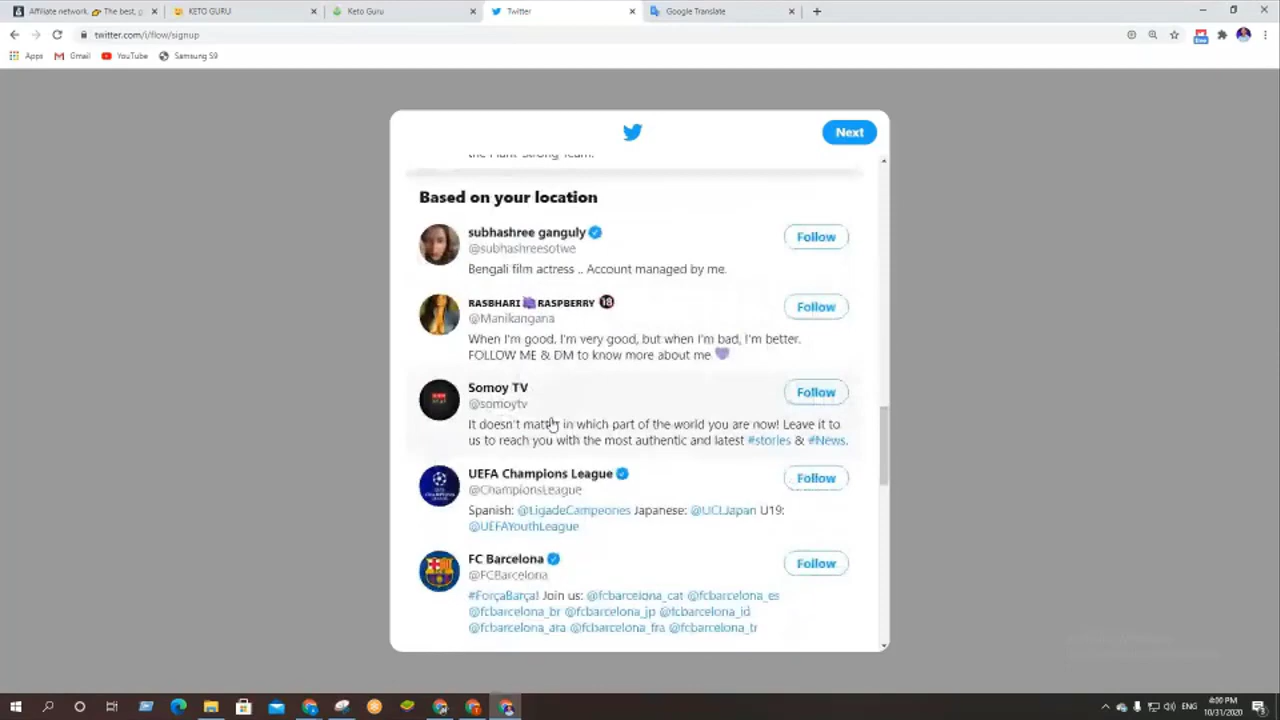 Affiliate network. 👉 The best, g
KETO GURU
Keto Guru
Twitter
Google Translate
twitter.com/i/flow/signup
Apps
Gmail
YouTube
Samsung S9
Next
Based on your location
subhashree ganguly
Follow
@subhashreesotwe
Bengali film actress .. Account managed by me.
RASBHARI🍇RASPBERRY 🔞
Follow
@Manikangana
When I'm good, I'm very good, but when I'm bad, I'm better.
FOLLOW ME & DM to know more about me 💜
Somoy TV
Follow
@somoytv
It doesn't matter in which part of the world you are now! Leave it to
us to reach you with the most authentic and latest #stories & #News.
UEFA Champions League
Follow
@ChampionsLeague
Spanish: @LigadeCampeones Japanese: @UCLJapan U19:
@UEFAYouthLeague
FC Barcelona
Follow
@FCBarcelona
#ForçaBarça! Join us: @fcbarcelona_cat @fcbarcelona_es
@fcbarcelona_br @fcbarcelona_jp @fcbarcelona_id
@fcbarcelona_ara @fcbarcelona_fra @fcbarcelona_tr
ENG
4:00 PM
10/31/2020